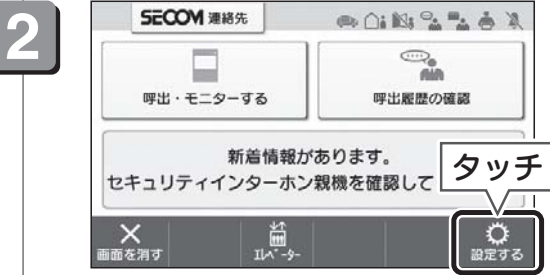 2
SECOM 連絡先
呼出・モニターする
呼出履歴の確認
新着情報があります。
セキュリティインターホン親機を確認して
タッチ
画面を消す
ｴﾚﾍﾞｰﾀｰ
設定する